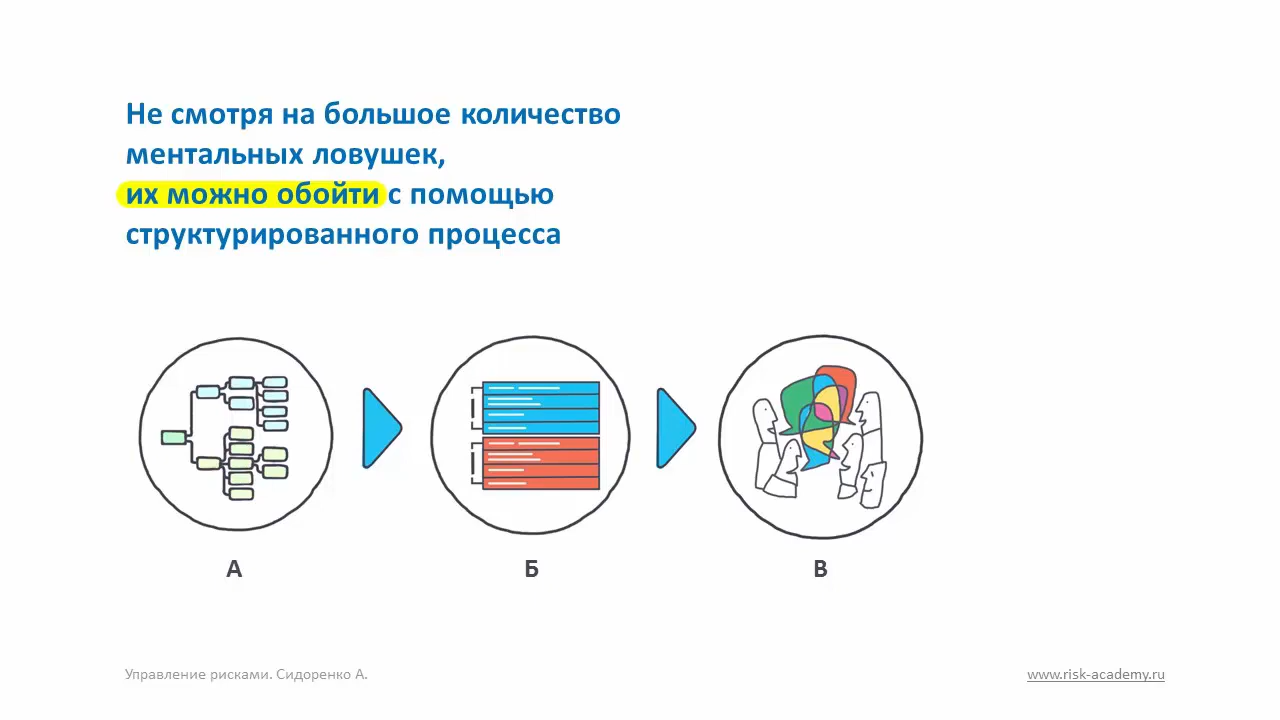 Не смотря на большое количество
ментальных ловушек,
их можно обойти с помощью
структурированного процесса
А
Б
В
Управление рисками. Сидоренко А.
www.risk-academy.ru